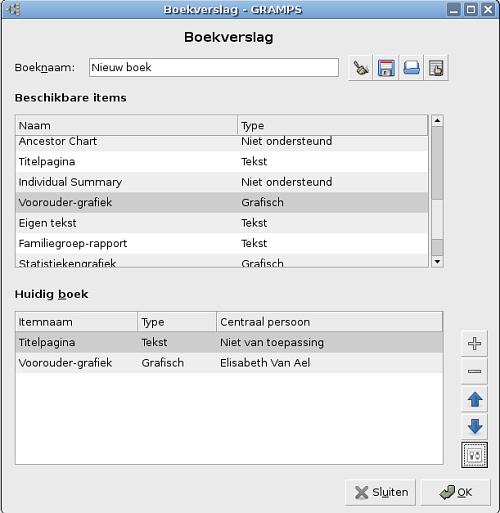 Boekverslag - GRAMPS
Boekverslag
Boeknaam: Nieuw boek
Beschikbare items
Naam Type
Ancestor Chart Niet ondersteund
Titelpagina Tekst
Individual Summary Niet ondersteund
Voorouder-grafiek Grafisch
Eigen tekst Tekst
Familiegroep-rapport Tekst
Statistiekengrafiek Grafisch
Huidig boek
Itemnaam Type Centraal persoon
Titelpagina Tekst Niet van toepassing
Voorouder-grafiek Grafisch Elisabeth Van Ael
Sluiten OK